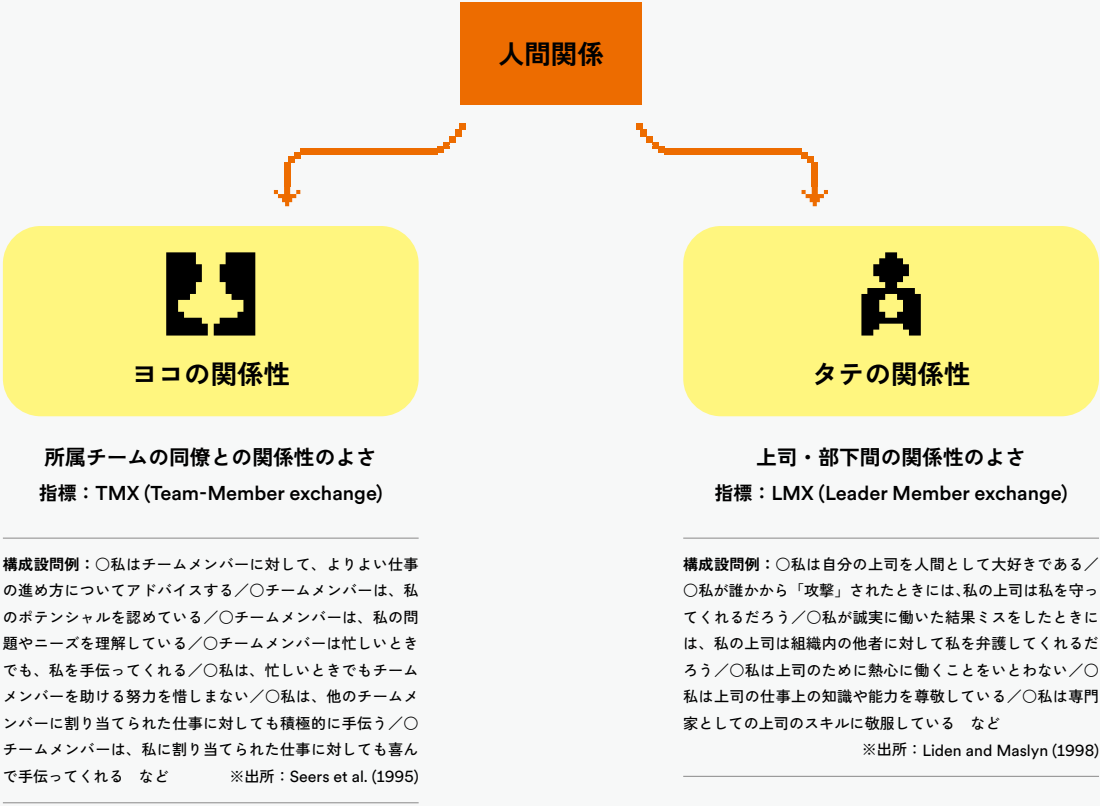 人間関係
ヨコの関係性
所属チームの同僚との関係性のよさ
指標：TMX (Team-Member exchange)
構成設問例：○私はチームメンバーに対して、よりよい仕事
の進め方についてアドバイスする／○チームメンバーは、私
のポテンシャルを認めている／○チームメンバーは、私の問
題やニーズを理解している／○チームメンバーは忙しいとき
でも、私を手伝ってくれる／○私は、忙しいときでもチーム
メンバーを助ける努力を惜しまない／○私は、他のチームメ
ンバーに割り当てられた仕事に対しても積極的に手伝う／○
チームメンバーは、私に割り当てられた仕事に対しても喜ん
で手伝ってくれる　など　※出所：Seers et al. (1995)
タテの関係性
上司・部下間の関係性のよさ
指標：LMX (Leader Member exchange)
構成設問例：○私は自分の上司を人間として大好きである／
○私が誰かから「攻撃」されたときには、私の上司は私を守っ
てくれるだろう／○私が誠実に働いた結果ミスをしたときに
は、私の上司は組織内の他者に対して私を弁護してくれるだ
ろう／○私は上司のために熱心に働くことをいとわない／○
私は上司の仕事上の知識や能力を尊敬している／○私は専門
家としての上司のスキルに敬服している　など
※出所：Liden and Maslyn (1998)